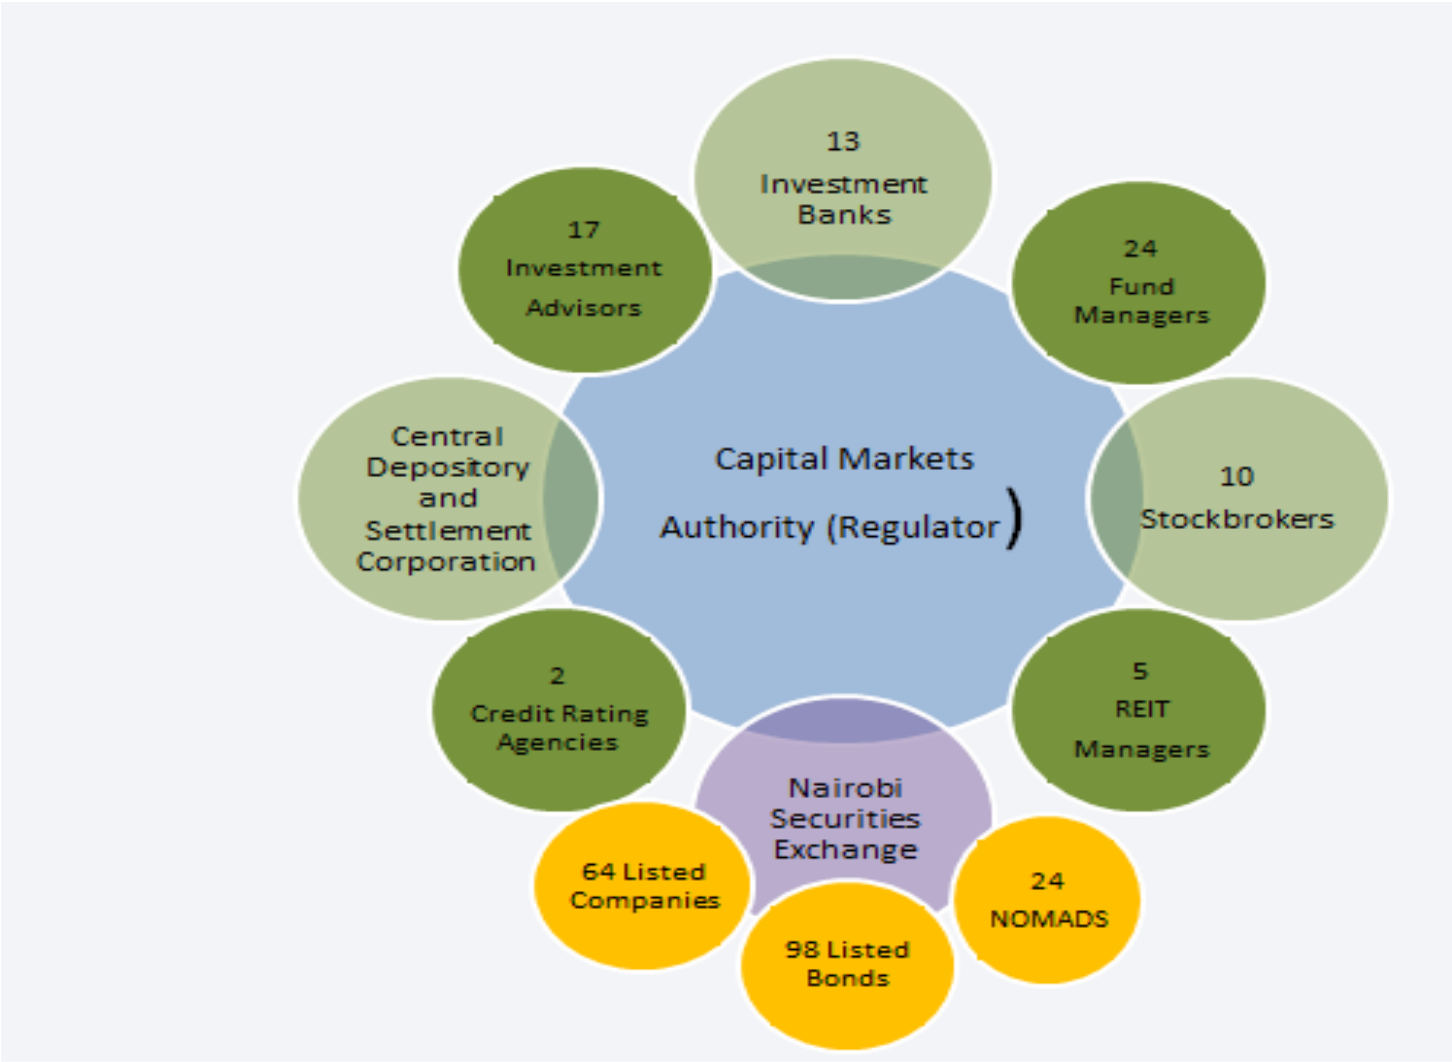 13
Investment
Banks
17
Investment
Advisors
24
Fund
Managers
Central
Depository
and
Settlement
Corporation
Capital Markets
Authority (Regulator)
10
Stockbrokers
2
Credit Rating
Agencies
5
REIT
Managers
Nairobi
Securities
Exchange
64 Listed
Companies
98 Listed
Bonds
24
NOMADS